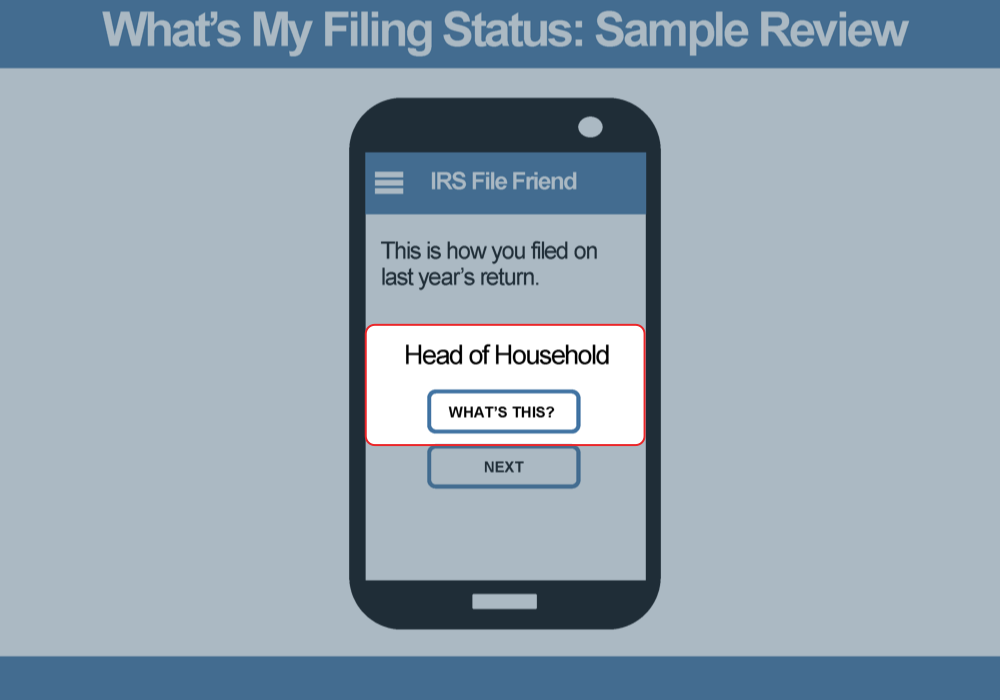 What’s My Filing Status: Sample Review
IRS File Friend
This is how you filed on
last year’s return.
Head of Household
WHAT’S THIS?
NEXT